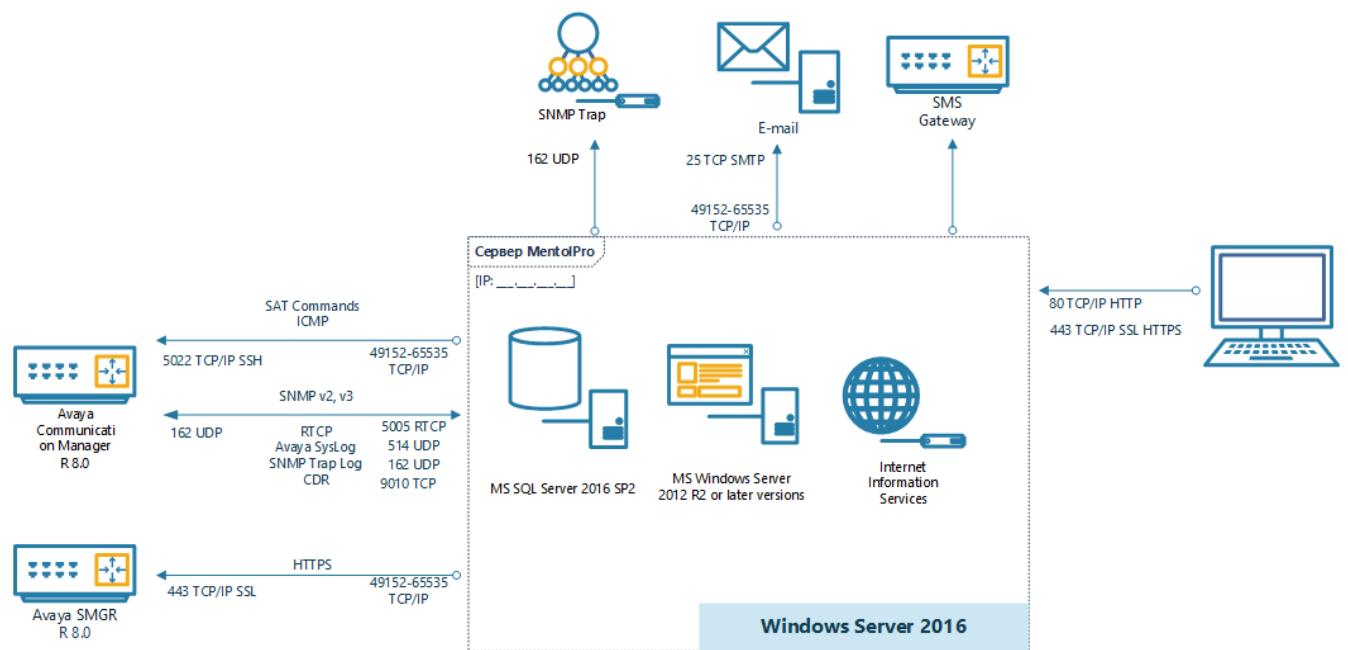 SNMP Trap
E-mail
SMS
Gateway
162 UDP
25 TCP SMTP
49152-65535
TCP/IP
Сервер MentolPro
[IP: __.__.__.__]
80 TCP/IP HTTP
443 TCP/IP SSL HTTPS
SAT Commands
ICMP
5022 TCP/IP SSH
49152-65535
TCP/IP
SNMP v2, v3
162 UDP
RTCP
Avaya SysLog
SNMP Trap Log
CDR
5005 RTCP
514 UDP
162 UDP
9010 TCP
Avaya
Communicati
on Manager
R 8.0
MS SQL Server 2016 SP2
MS Windows Server
2012 R2 or later versions
Internet
Information
Services
HTTPS
443 TCP/IP SSL
49152-65535
TCP/IP
Avaya SMGR
R 8.0
Windows Server 2016